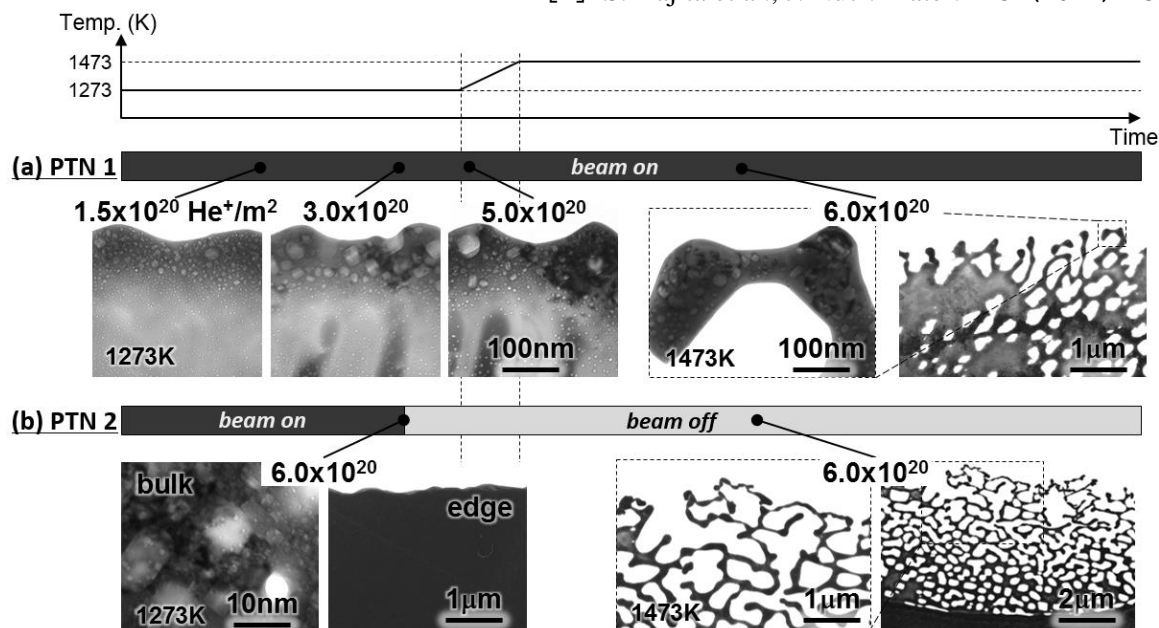 Temp. (K)
1473
1273
Time
(a) PTN 1
beam on
1.5x10²⁰ He⁺/m²
3.0x10²⁰
5.0x10²⁰
6.0x10²⁰
1273K
100nm
1473K
100nm
1µm
(b) PTN 2
beam on
beam off
6.0x10²⁰
6.0x10²⁰
bulk
edge
1273K
10nm
1µm
1473K
1µm
2µm